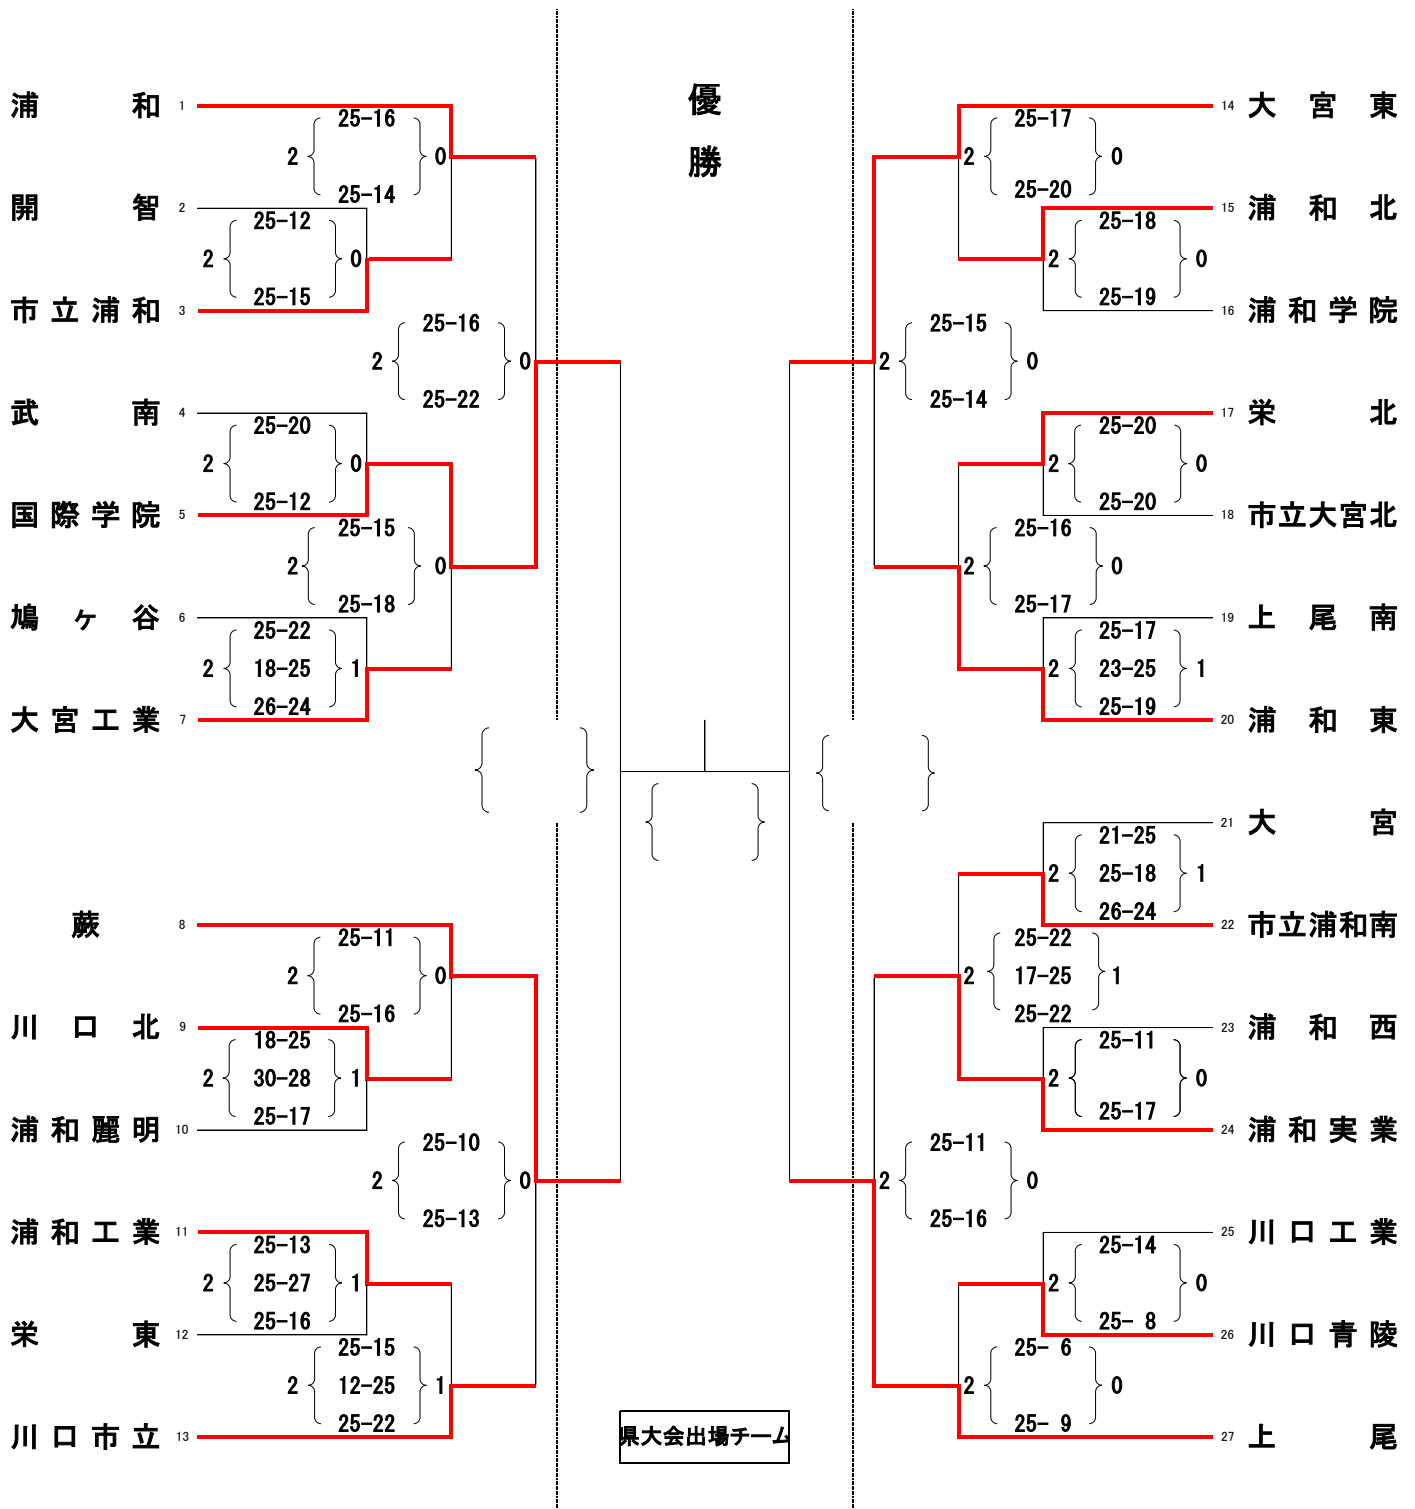 優
勝
浦和 1
25-16
2 0
25-14
開智 2
25-12
2 0
25-15
市立浦和 3
25-16
2 0
25-22
武南 4
25-20
2 0
25-12
国際学院 5
25-15
2 0
25-18
鳩ヶ谷 6
25-22
2 18-25 1
26-24
大宮工業 7
蕨 8
25-11
2 0
25-16
川口北 9
18-25
2 30-28 1
25-17
浦和麗明 10
25-10
2 0
25-13
浦和工業 11
25-13
2 25-27 1
25-16
栄東 12
25-15
2 12-25 1
25-22
川口市立 13
14 大宮東
25-17
2 0
25-20
15 浦和北
25-18
2 0
25-19
16 浦和学院
25-15
2 0
25-14
17 栄北
25-20
2 0
25-20
18 市立大宮北
25-16
2 0
25-17
19 上尾南
25-17
2 23-25 1
25-19
20 浦和東
21 大宮
21-25
2 25-18 1
26-24
22 市立浦和南
25-22
2 17-25 1
25-22
23 浦和西
25-11
2 0
25-17
24 浦和実業
25-11
2 0
25-16
25 川口工業
25-14
2 0
25- 8
26 川口青陵
25- 6
2 0
25- 9
27 上尾
県大会出場チーム